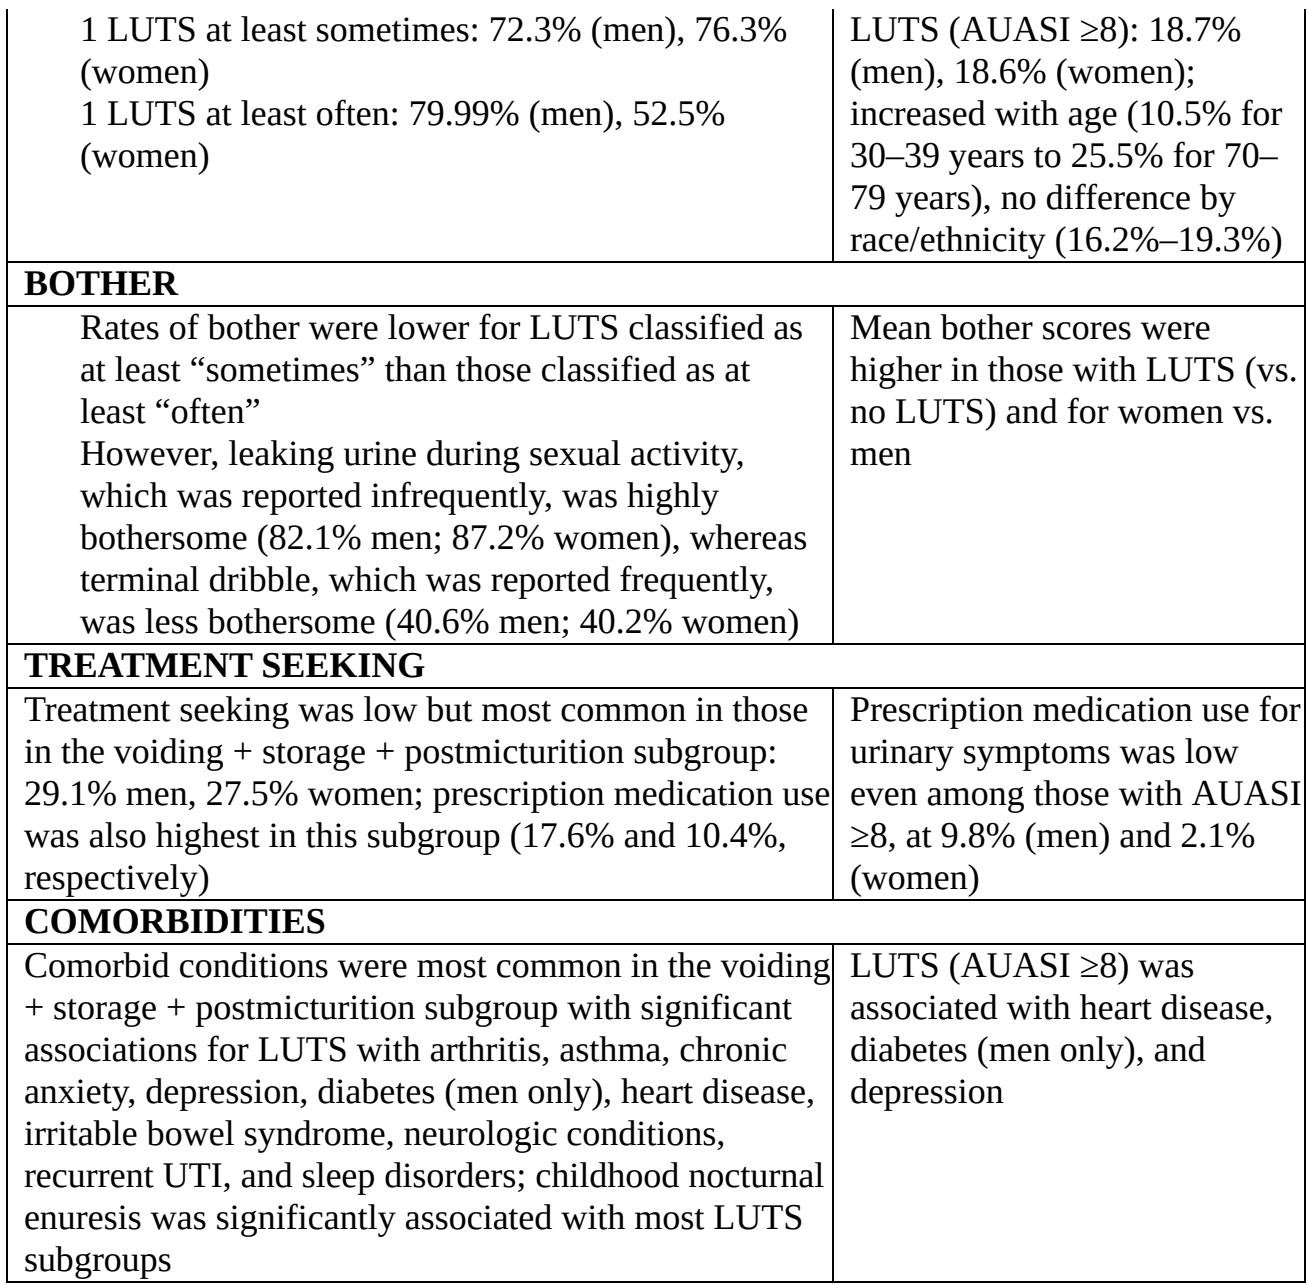 1 LUTS at least sometimes: 72.3% (men), 76.3%
(women)
1 LUTS at least often: 79.99% (men), 52.5%
(women)
LUTS (AUASI ≥8): 18.7%
(men), 18.6% (women);
increased with age (10.5% for
30–39 years to 25.5% for 70–
79 years), no difference by
race/ethnicity (16.2%–19.3%)
BOTHER
Rates of bother were lower for LUTS classified as
at least “sometimes” than those classified as at
least “often”
However, leaking urine during sexual activity,
which was reported infrequently, was highly
bothersome (82.1% men; 87.2% women), whereas
terminal dribble, which was reported frequently,
was less bothersome (40.6% men; 40.2% women)
Mean bother scores were
higher in those with LUTS (vs.
no LUTS) and for women vs.
men
TREATMENT SEEKING
Treatment seeking was low but most common in those
in the voiding + storage + postmicturition subgroup:
29.1% men, 27.5% women; prescription medication use
was also highest in this subgroup (17.6% and 10.4%,
respectively)
Prescription medication use for
urinary symptoms was low
even among those with AUASI
≥8, at 9.8% (men) and 2.1%
(women)
COMORBIDITIES
Comorbid conditions were most common in the voiding
+ storage + postmicturition subgroup with significant
associations for LUTS with arthritis, asthma, chronic
anxiety, depression, diabetes (men only), heart disease,
irritable bowel syndrome, neurologic conditions,
recurrent UTI, and sleep disorders; childhood nocturnal
enuresis was significantly associated with most LUTS
subgroups
LUTS (AUASI ≥8) was
associated with heart disease,
diabetes (men only), and
depression